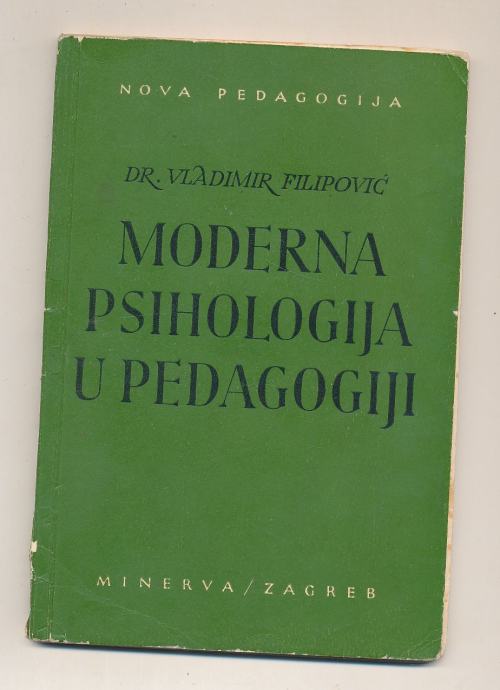 NOVA PEDAGOGIJA
DR. VLADIMIR FILIPOVIĆ
MODERNA
PSIHOLOGIJA
U PEDAGOGIJI
MINERVA / ZAGREB